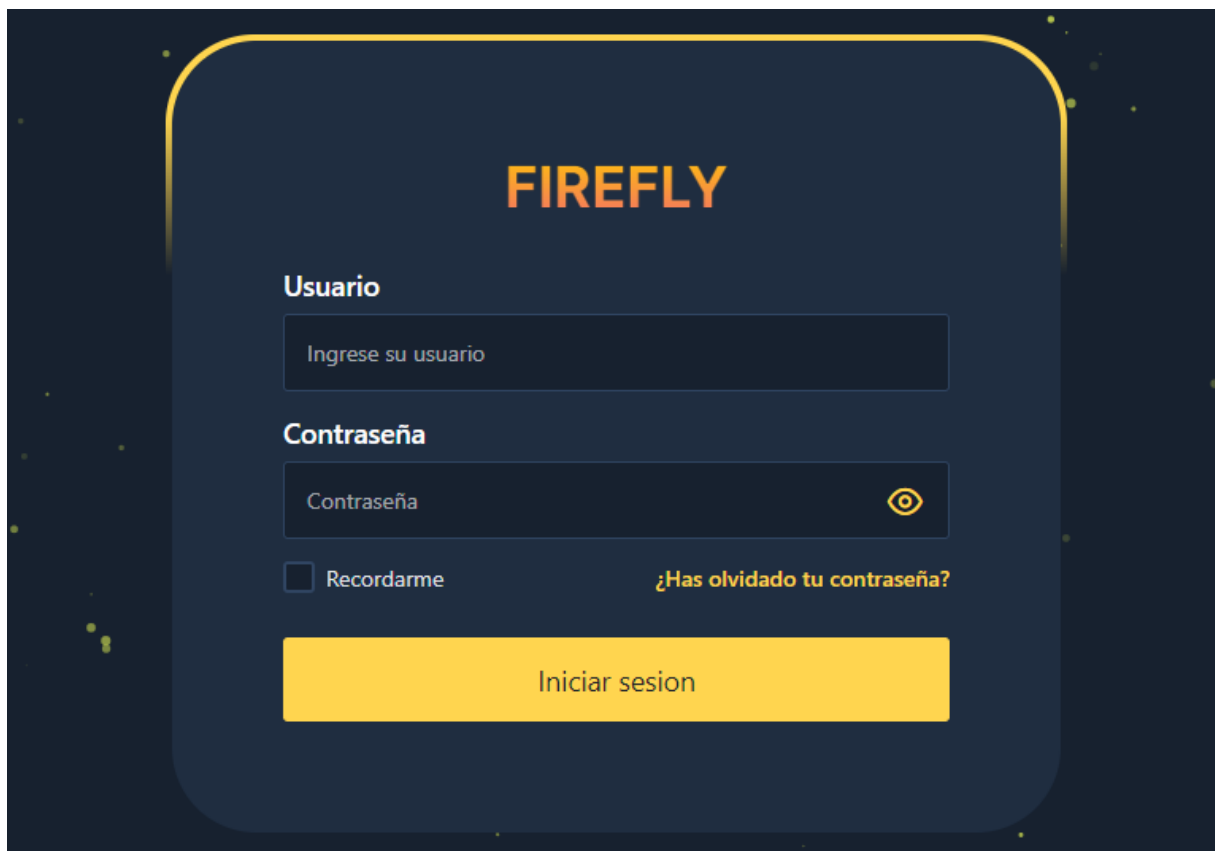 FIREFLY
Usuario
Ingrese su usuario
Contraseña
Contraseña
Recordarme ¿Has olvidado tu contraseña?
Iniciar sesion